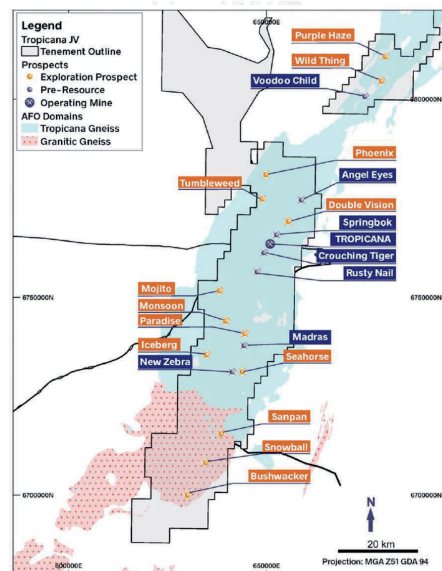 650000E
Legend
Tropicana JV
Tenement Outline
Prospects
Exploration Prospect
Pre-Resource
Operating Mine
AFO Domains
Tropicana Gneiss
Granitic Gneiss
Purple Haze
Wild Thing
Voodoo Child
6800000N
Phoenix
Tumbleweed
Angel Eyes
Double Vision
Springbok
TROPICANA
Crouching Tiger
Rusty Nail
Mojito
6750000N
6750000N
Monsoon
Paradise
Madras
Iceberg
New Zebra
Seahorse
Sanpan
Snowball
Bushwacker
6700000N
6700000N
N
20 km
600000E
650000E
Projection: MGA Z51 GDA 94